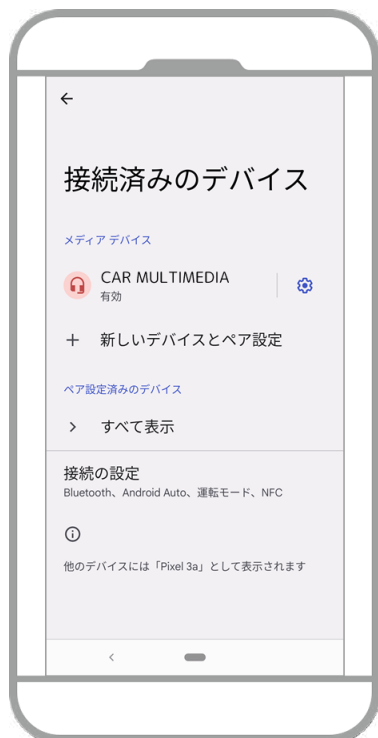 接続済みのデバイス
メディア デバイス
CAR MULTIMEDIA
有効
新しいデバイスとペア設定
ペア設定済みのデバイス
すべて表示
接続の設定
Bluetooth、Android Auto、運転モード、NFC
他のデバイスには「Pixel 3a」として表示されます